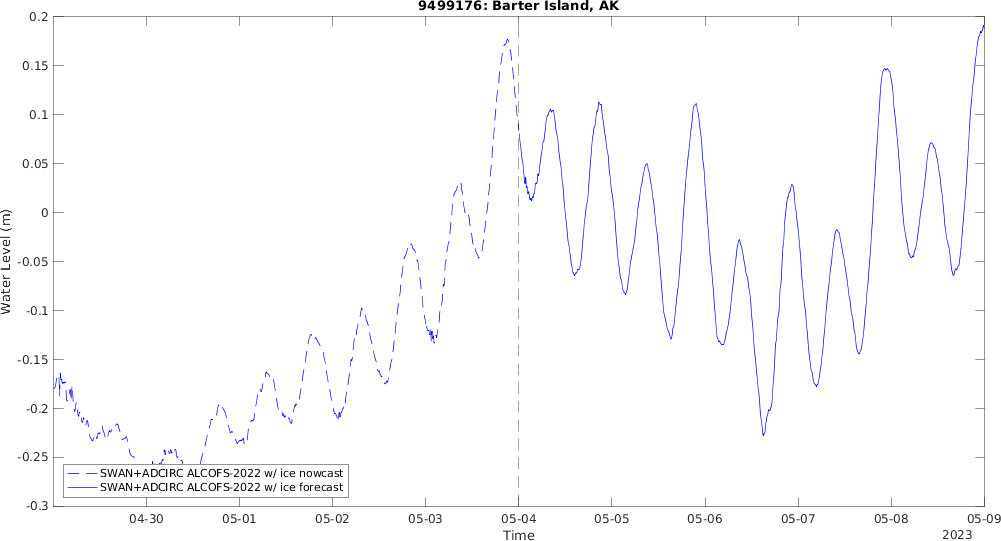 9499176: Barter Island, AK
0.2
0.15
0.1
0.05
0
-0.05
-0.1
-0.15
-0.2
-0.25
-0.3
Water Level (m)
SWAN+ADCIRC ALCOFS-2022 w/ ice nowcast
SWAN+ADCIRC ALCOFS-2022 w/ ice forecast
04-30 05-01 05-02 05-03 05-04 05-05 05-06 05-07 05-08 05-09
Time
2023